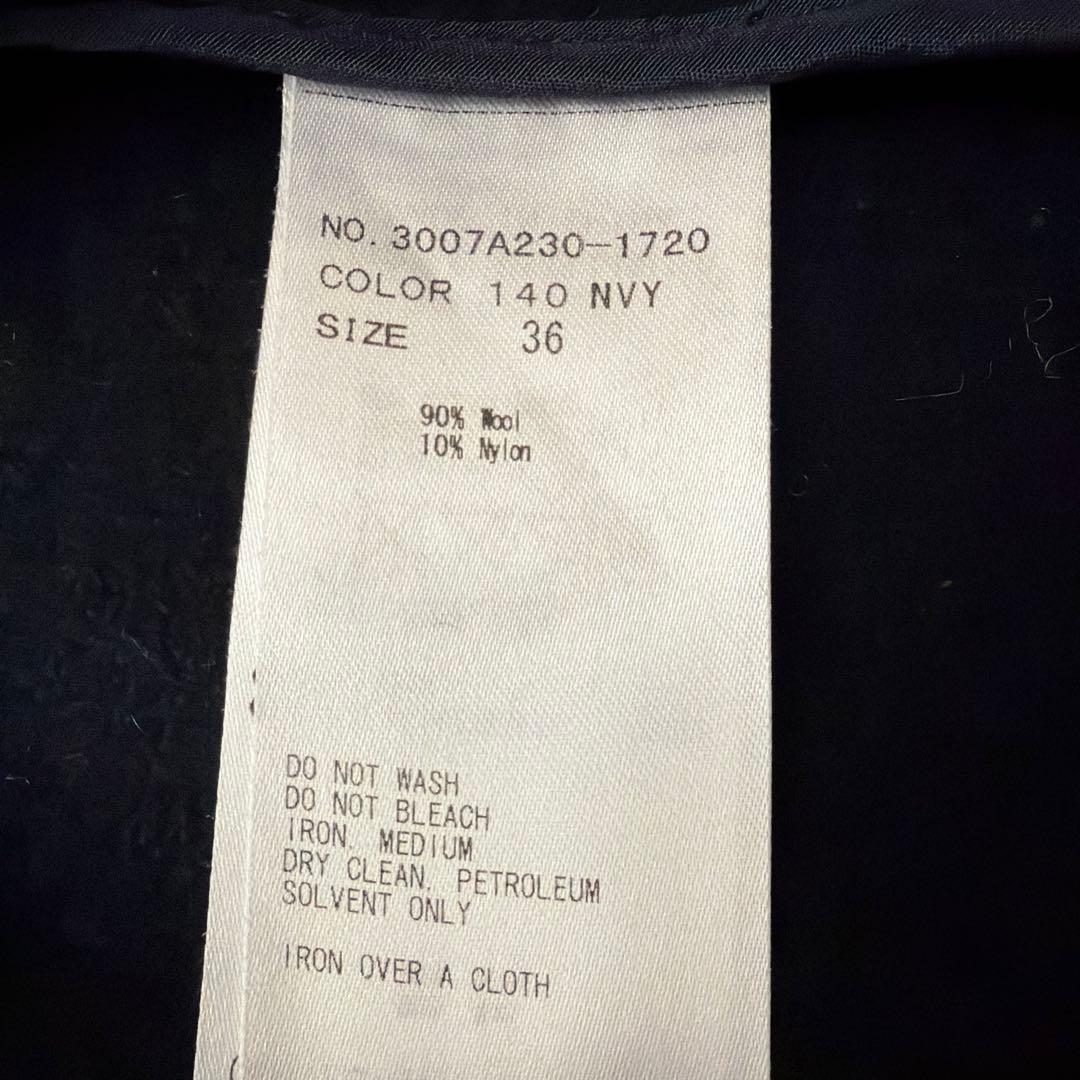 NO. 3007A230-1720
COLOR 140 NVY
SIZE 36
90% Wool
10% Nylon
DO NOT WASH
DO NOT BLEACH
IRON. MEDIUM
DRY CLEAN. PETROLEUM
SOLVENT ONLY
IRON OVER A CLOTH